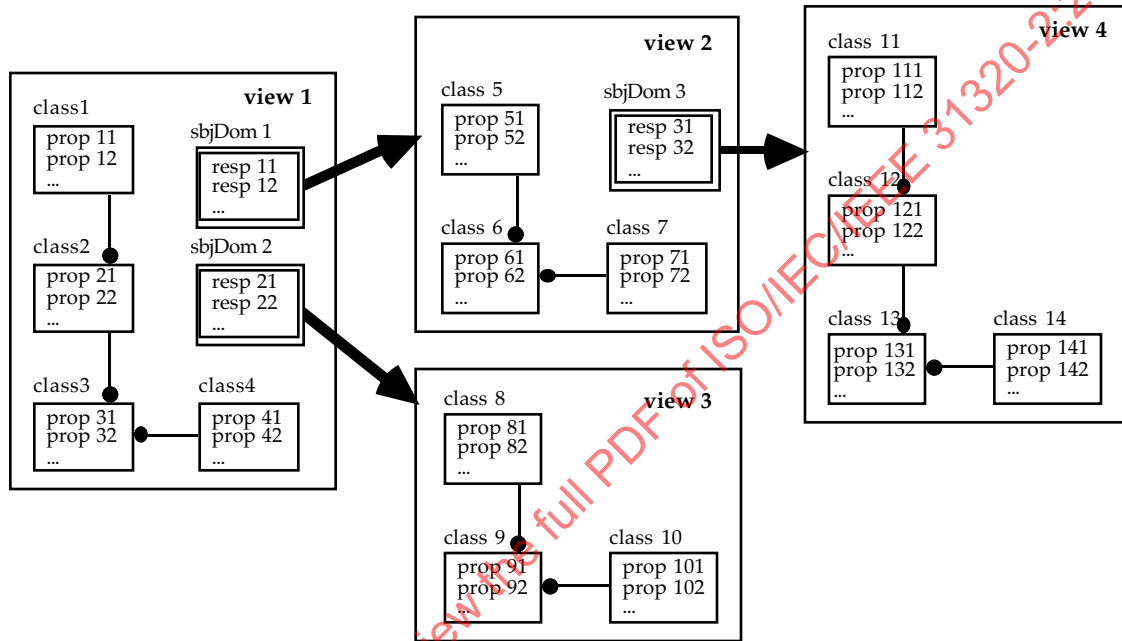 view 1
class1
prop 11
prop 12
...
sbjDom 1
resp 11
resp 12
...
class2
prop 21
prop 22
...
sbjDom 2
resp 21
resp 22
...
class3
prop 31
prop 32
...
class4
prop 41
prop 42
...
view 2
class 5
prop 51
prop 52
...
sbjDom 3
resp 31
resp 32
...
class 6
prop 61
prop 62
...
class 7
prop 71
prop 72
...
view 3
class 8
prop 81
prop 82
...
class 9
prop 91
prop 92
...
class 10
prop 101
prop 102
...
view 4
class 11
prop 111
prop 112
...
class 12
prop 121
prop 122
...
class 13
prop 131
prop 132
...
class 14
prop 141
prop 142
...
view the full PDF of ISO/IEC/IEEE 31320-2:2